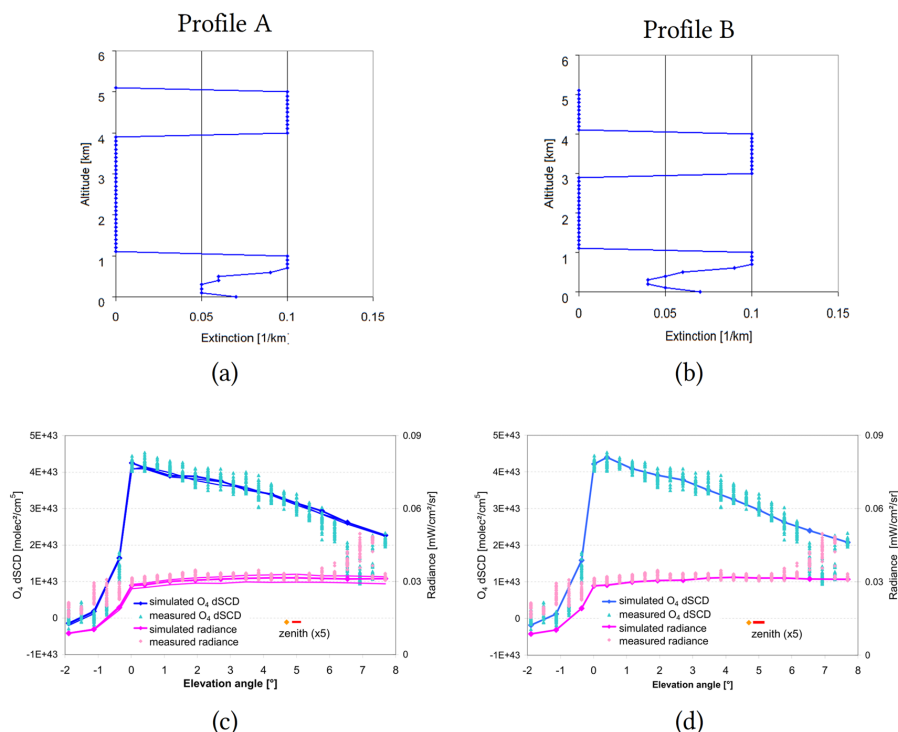 Profile A
Profile B
6
5
4
3
2
1
0
Altitude [km]
0
0.05
0.1
0.15
Extinction [1/km]
(a)
6
5
4
3
2
1
0
Altitude [km]
0
0.05
0.1
0.15
Extinction [1/km]
(b)
5E+43
4E+43
3E+43
2E+43
1E+43
0
-1E+43
O₄ dSCD [molec²/cm⁵]
0.09
0.06
0.03
0
Radiance [mW/cm²/sr]
simulated O₄ dSCD
measured O₄ dSCD
simulated radiance
measured radiance
zenith (x5)
-2 -1 0 1 2 3 4 5 6 7 8
Elevation angle [°]
(c)
5E+43
4E+43
3E+43
2E+43
1E+43
0
-1E+43
O₄ dSCD [molec²/cm⁵]
0.09
0.06
0.03
0
Radiance [mW/cm²/sr]
simulated O₄ dSCD
measured O₄ dSCD
simulated radiance
measured radiance
zenith (x5)
-2 -1 0 1 2 3 4 5 6 7 8
Elevation angle [°]
(d)